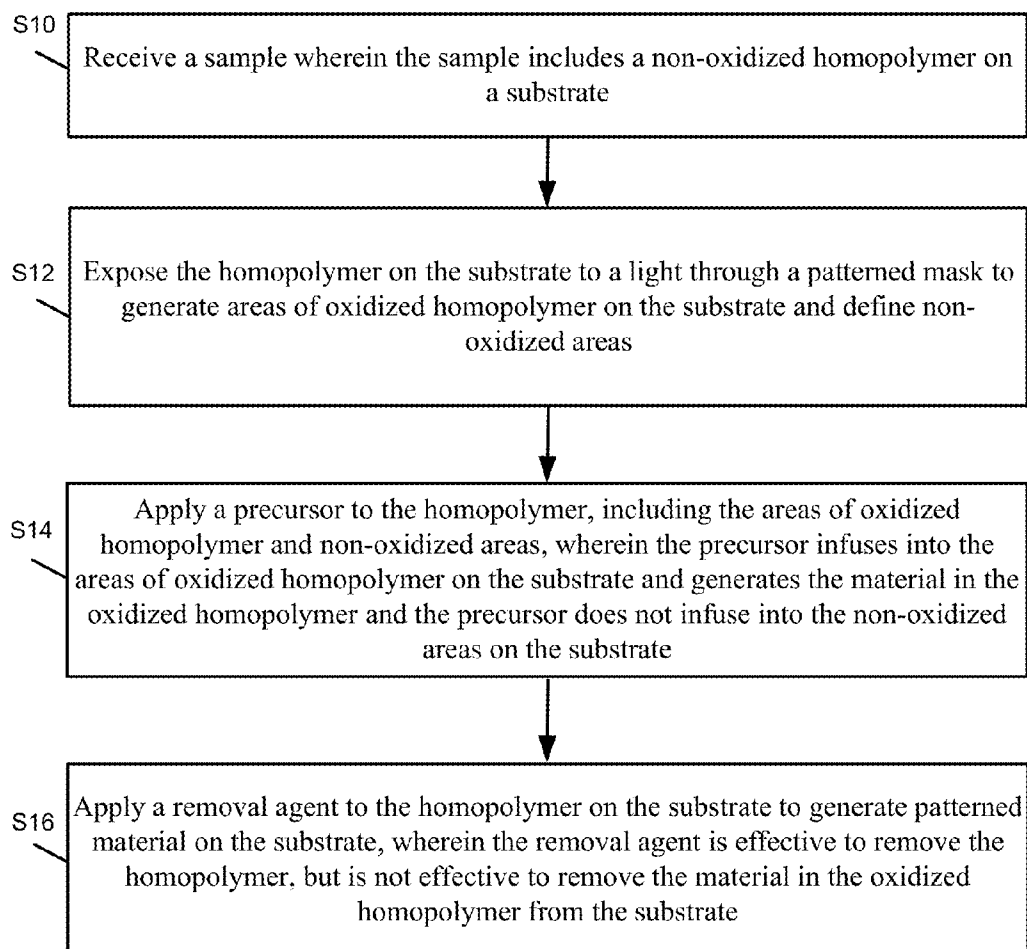 S10
Receive a sample wherein the sample includes a non-oxidized homopolymer on
a substrate
S12
Expose the homopolymer on the substrate to a light through a patterned mask to
generate areas of oxidized homopolymer on the substrate and define non-
oxidized areas
S14
Apply a precursor to the homopolymer, including the areas of oxidized
homopolymer and non-oxidized areas, wherein the precursor infuses into the
areas of oxidized homopolymer on the substrate and generates the material in the
oxidized homopolymer and the precursor does not infuse into the non-oxidized
areas on the substrate
S16
Apply a removal agent to the homopolymer on the substrate to generate patterned
material on the substrate, wherein the removal agent is effective to remove the
homopolymer, but is not effective to remove the material in the oxidized
homopolymer from the substrate